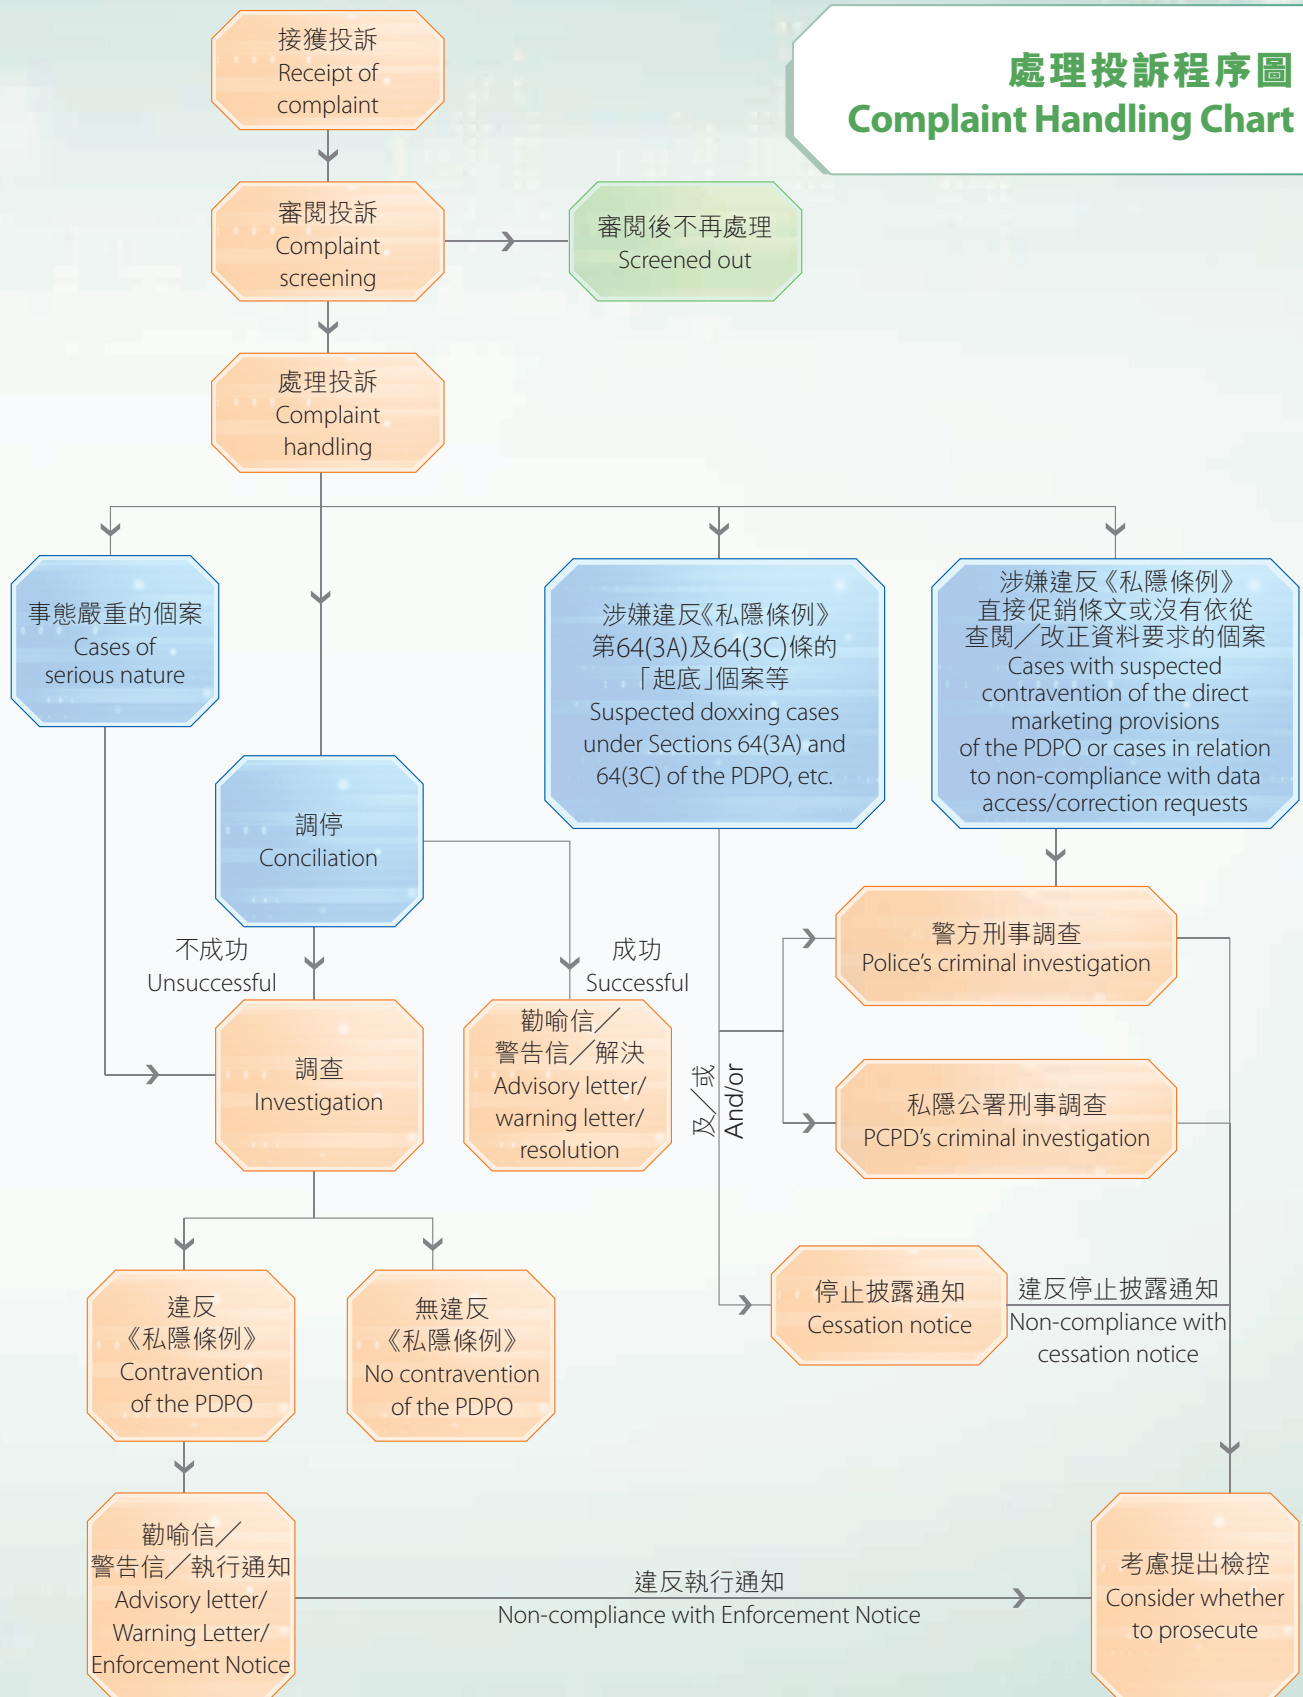 處理投訴程序圖
Complaint Handling Chart
接獲投訴
Receipt of
complaint
審閱投訴
Complaint
screening
審閱後不再處理
Screened out
處理投訴
Complaint
handling
事態嚴重的個案
Cases of
serious nature
調停
Conciliation
涉嫌違反《私隱條例》
第64(3A)及64(3C)條的
「起底」個案等
Suspected doxxing cases
under Sections 64(3A) and
64(3C) of the PDPO, etc.
涉嫌違反《私隱條例》
直接促銷條文或沒有依從
查閱／改正資料要求的個案
Cases with suspected
contravention of the direct
marketing provisions
of the PDPO or cases in relation
to non-compliance with data
access/correction requests
不成功
Unsuccessful
成功
Successful
調查
Investigation
勸喻信／
警告信／解決
Advisory letter/
warning letter/
resolution
及／或
And/or
警方刑事調查
Police's criminal investigation
私隱公署刑事調查
PCPD's criminal investigation
停止披露通知
Cessation notice
違反停止披露通知
Non-compliance with
cessation notice
違反
《私隱條例》
Contravention
of the PDPO
無違反
《私隱條例》
No contravention
of the PDPO
勸喻信／
警告信／執行通知
Advisory letter/
Warning Letter/
Enforcement Notice
違反執行通知
Non-compliance with Enforcement Notice
考慮提出檢控
Consider whether
to prosecute